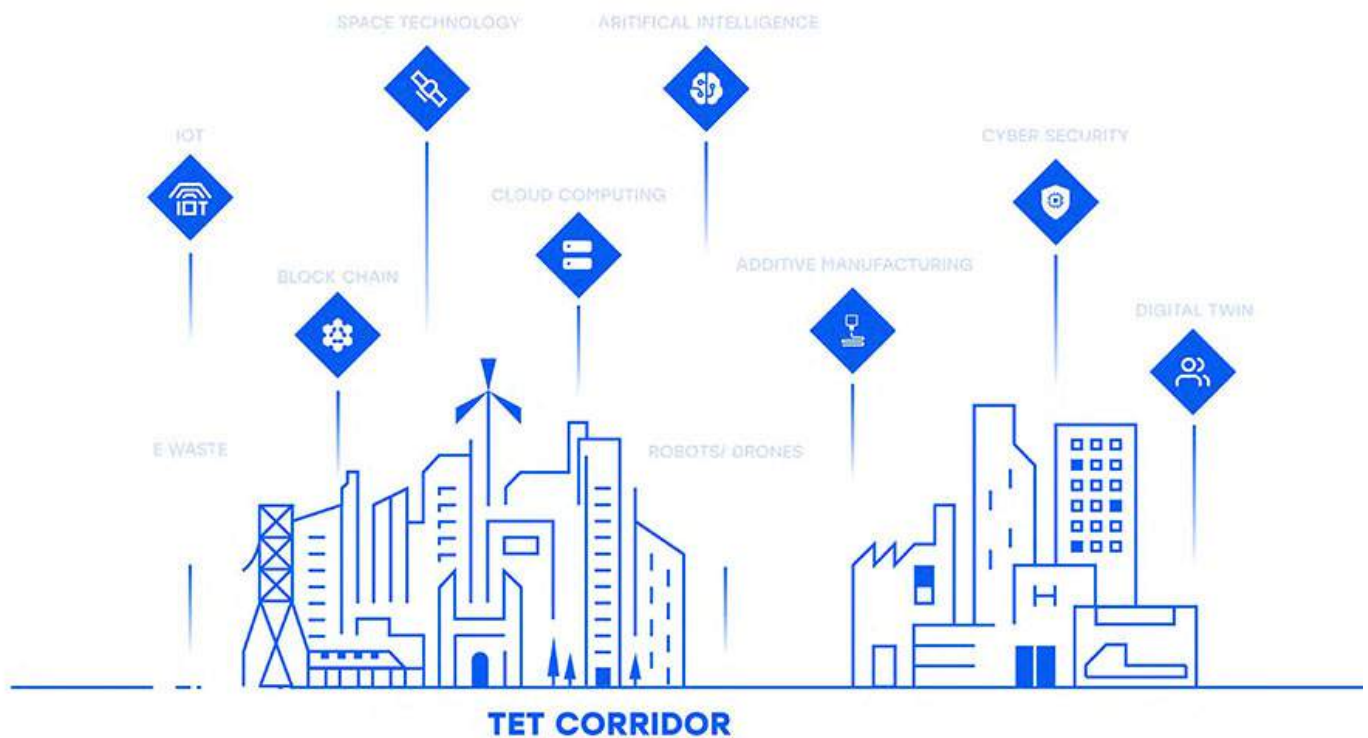 SPACE TECHNOLOGY
ARITIFICAL INTELLIGENCE
IOT
CYBER SECURITY
CLOUD COMPUTING
ADDITIVE MANUFACTURING
BLOCK CHAIN
DIGITAL TWIN
E WASTE
ROBOTS/ DRONES
IOT
H
TET CORRIDOR